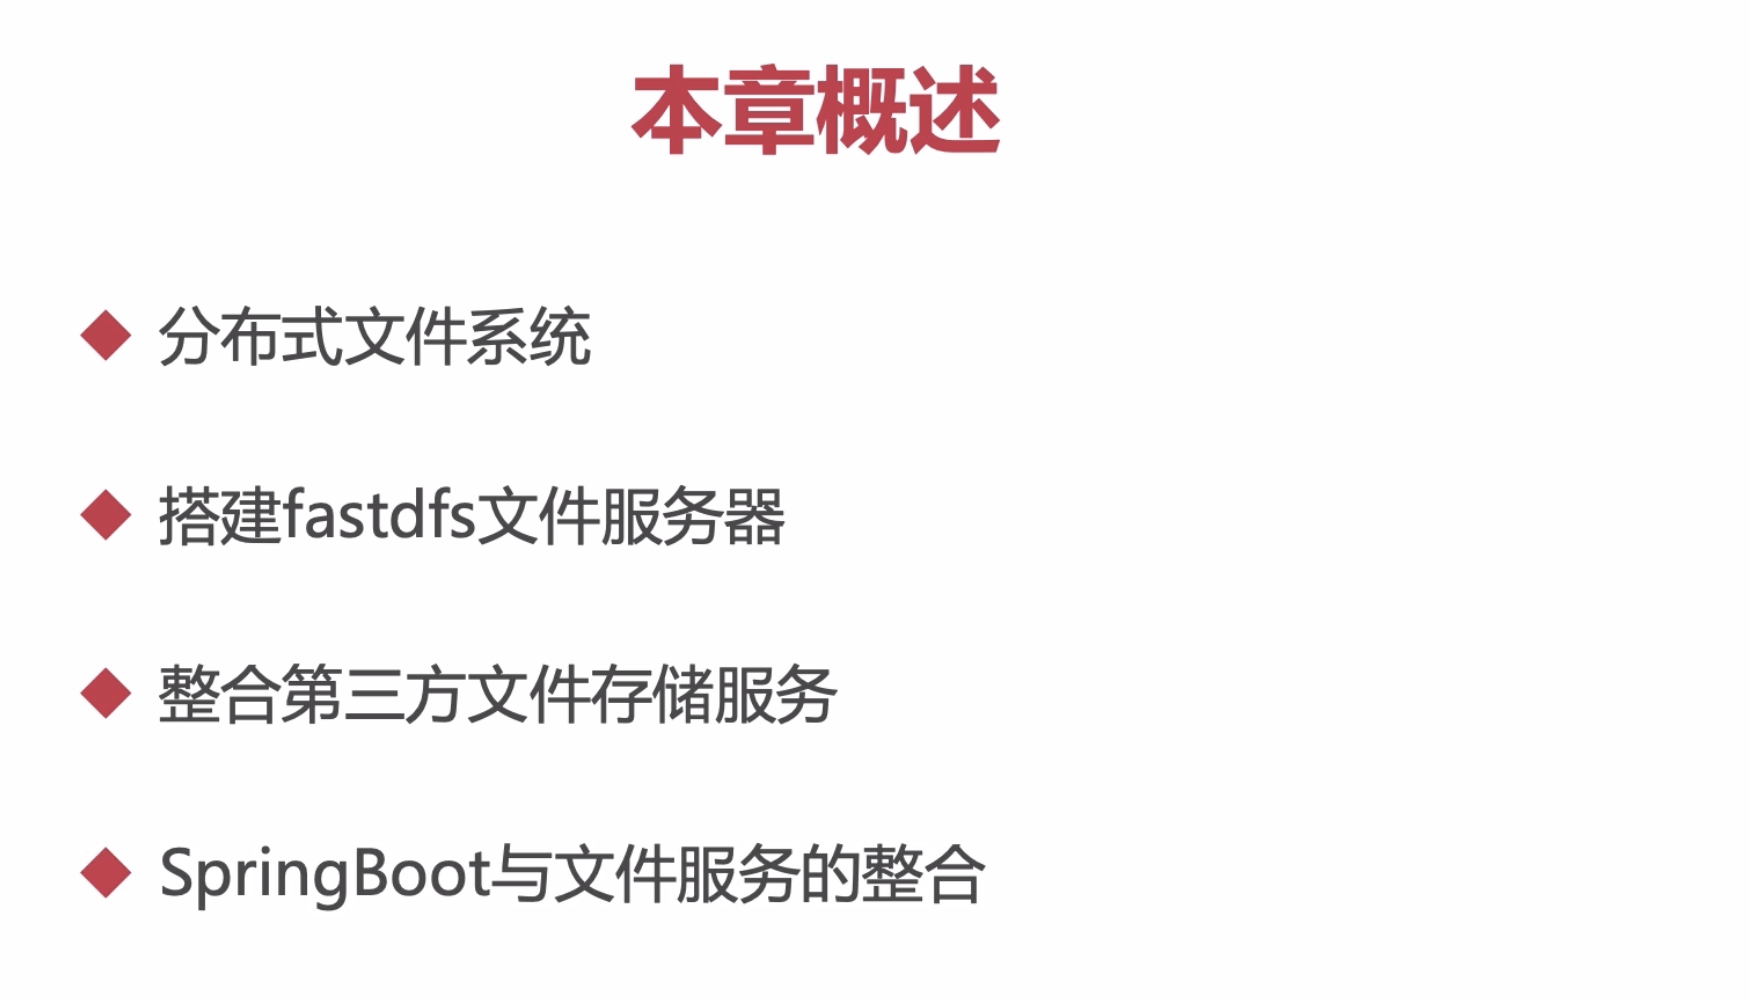 本章概述
分布式文件系统
搭建fastdfs文件服务器
整合第三方文件存储服务
SpringBoot与文件服务的整合